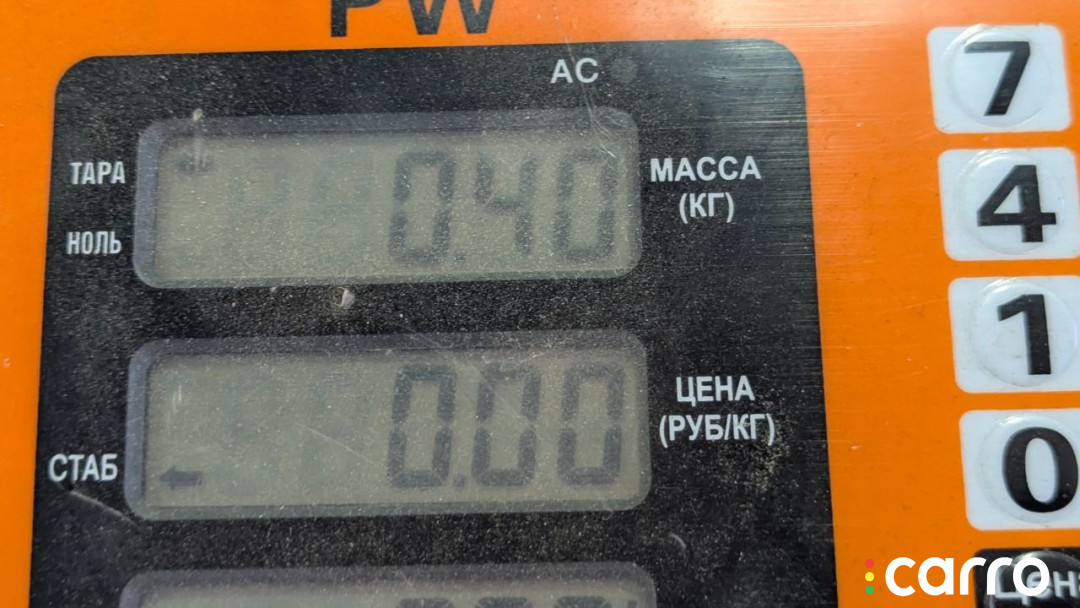 PW
AC
ТАРА
НОЛЬ
0.40
МАССА
(КГ)
СТАБ
0.00
ЦЕНА
(РУБ/КГ)
7
4
1
0
carro